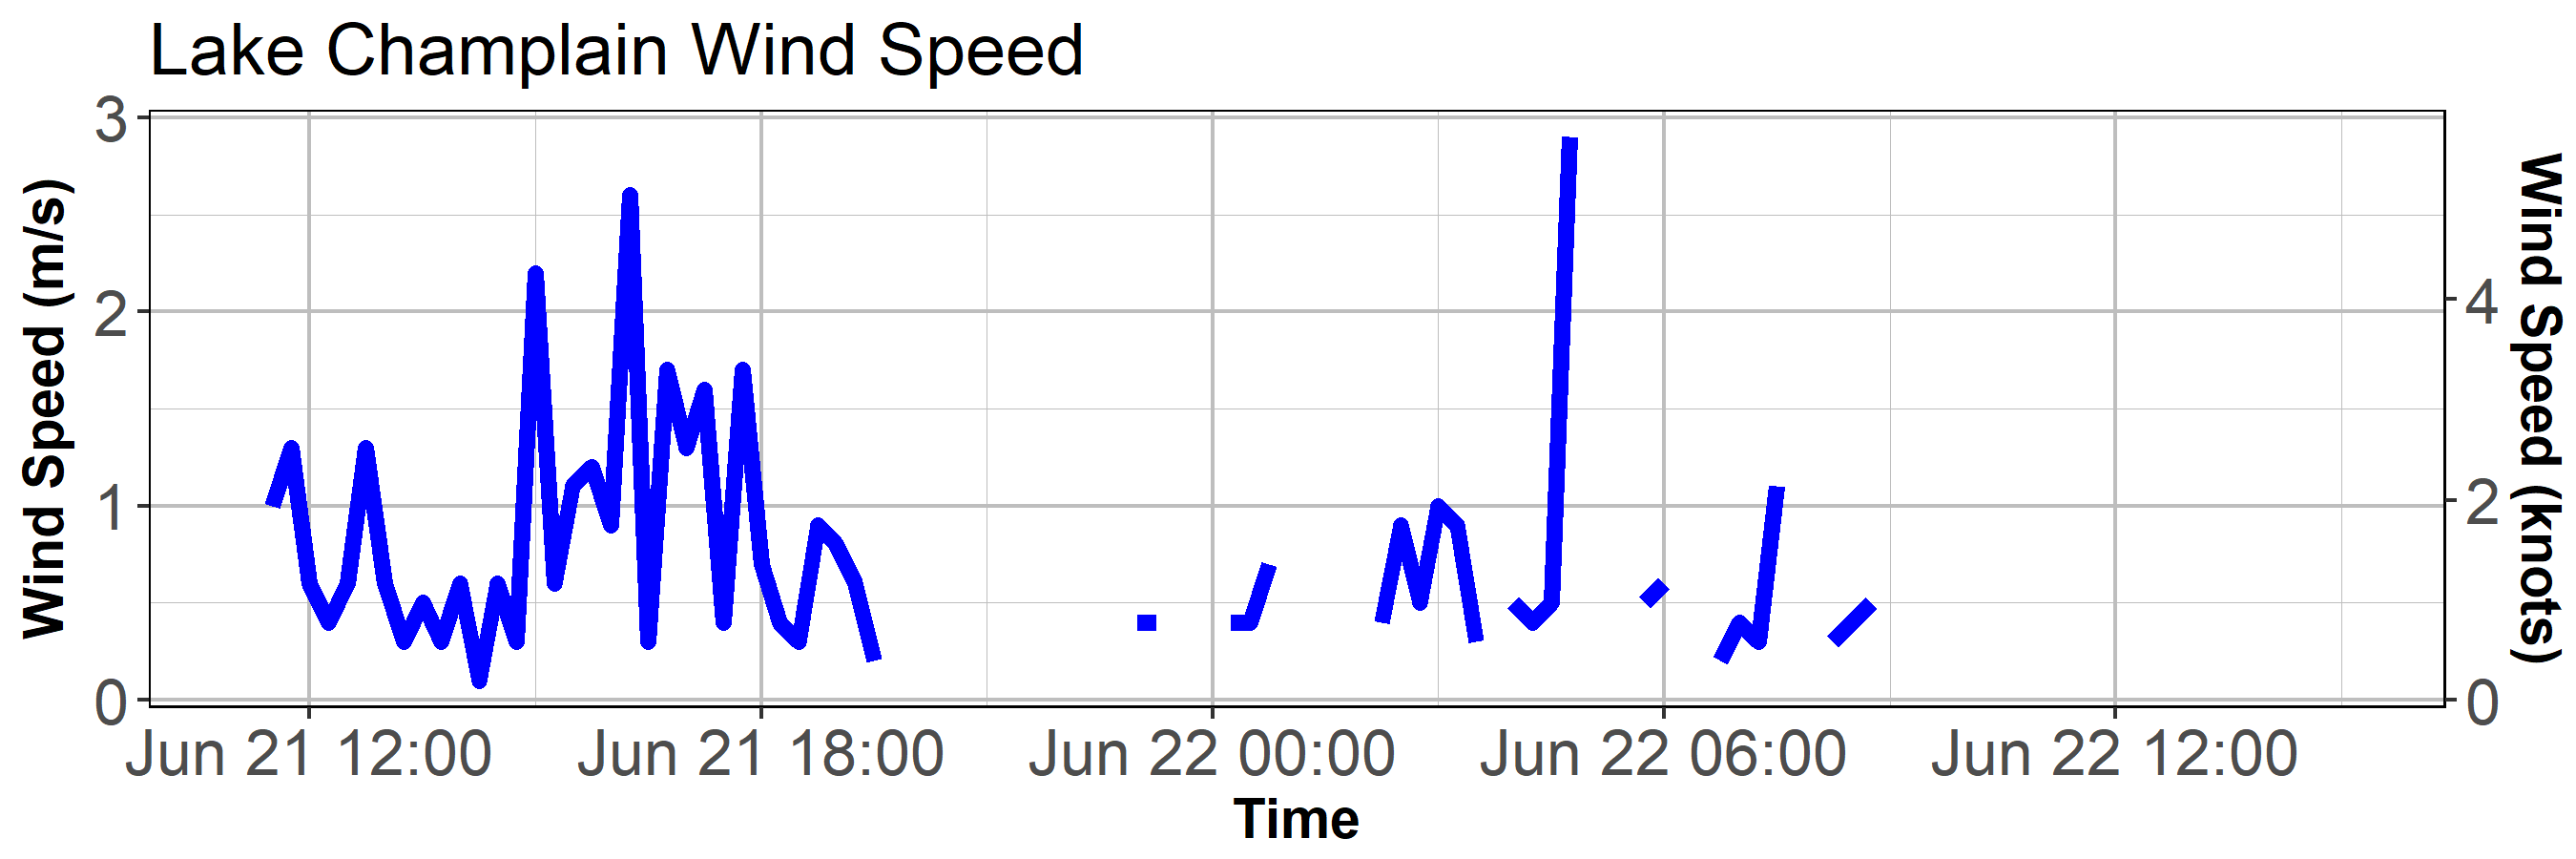 Lake Champlain Wind Speed
Wind Speed (m/s)
3
2
1
0
Wind Speed (knots)
4
2
0
Jun 21 12:00
Jun 21 18:00
Jun 22 00:00
Jun 22 06:00
Jun 22 12:00
Time